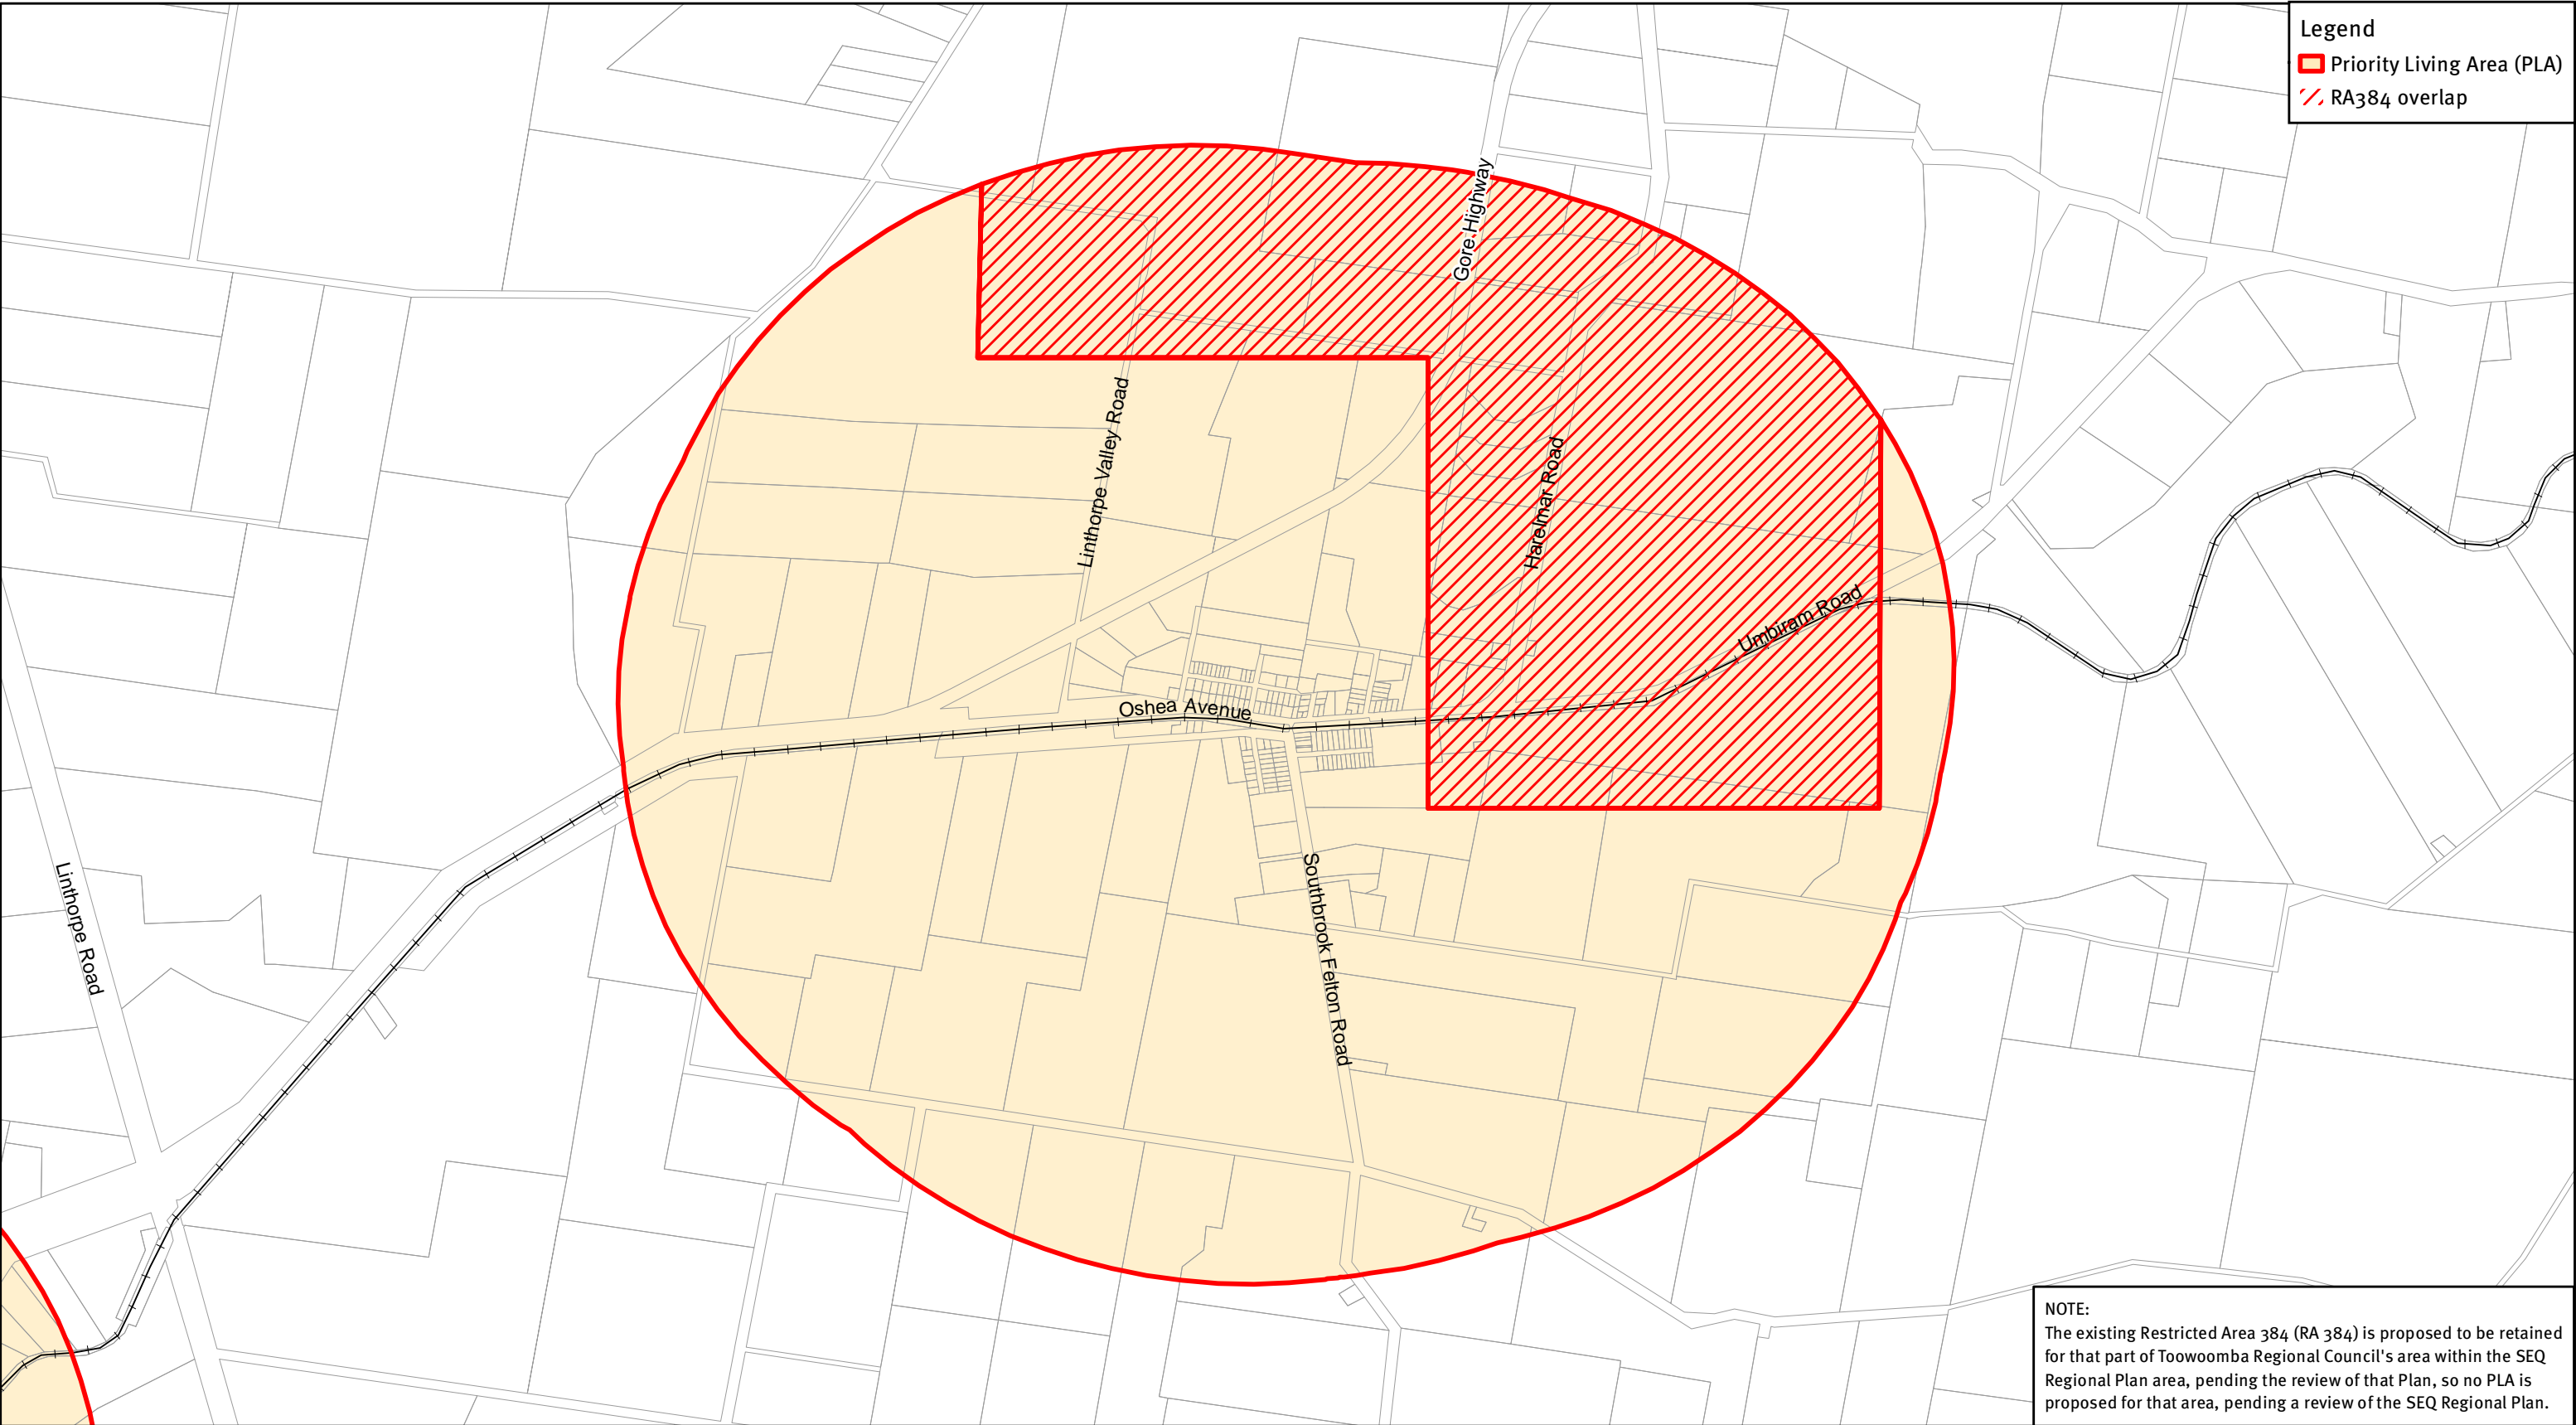 Legend
Priority Living Area (PLA)
RA384 overlap
Gore Highway
Linthorpe Valley Road
Harelmar Road
Umbiram Road
Oshea Avenue
Linthorpe Road
Southbrook Felton Road
NOTE:
The existing Restricted Area 384 (RA 384) is proposed to be retained
for that part of Toowoomba Regional Council's area within the SEQ
Regional Plan area, pending the review of that Plan, so no PLA is
proposed for that area, pending a review of the SEQ Regional Plan.